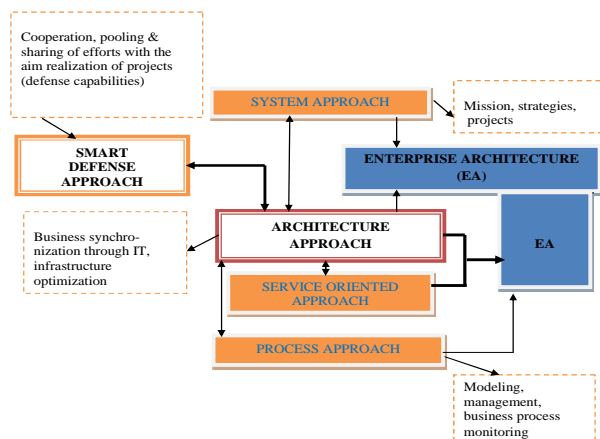 Cooperation, pooling &
sharing of efforts with the
aim realization of projects
(defense capabilities)
SYSTEM APPROACH
Mission, strategies,
projects
SMART
DEFENSE
APPROACH
ENTERPRISE ARCHITECTURE
(EA)
ARCHITECTURE
APPROACH
Business synchro-
nization through IT,
infrastructure
optimization
EA
SERVICE ORIENTED
APPROACH
PROCESS APPROACH
Modeling,
management,
business process
monitoring